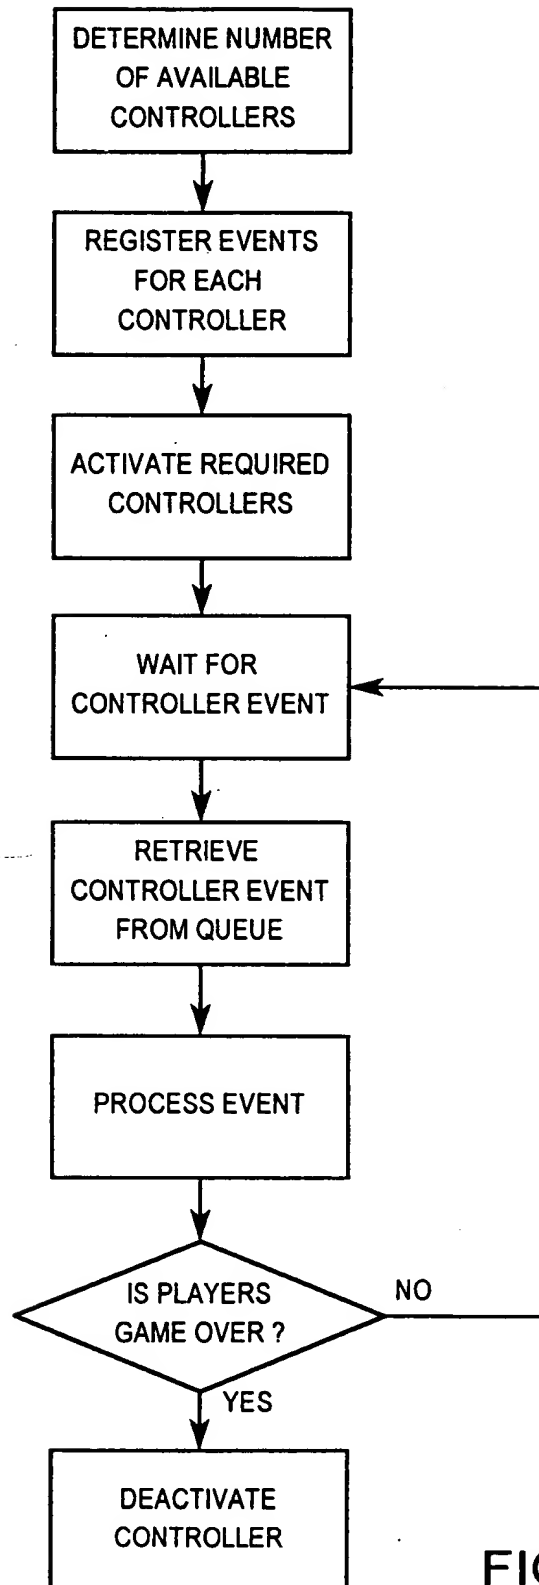 DETERMINE NUMBER
OF AVAILABLE
CONTROLLERS
REGISTER EVENTS
FOR EACH
CONTROLLER
ACTIVATE REQUIRED
CONTROLLERS
WAIT FOR
CONTROLLER EVENT
RETRIEVE
CONTROLLER EVENT
FROM QUEUE
PROCESS EVENT
IS PLAYERS
GAME OVER ?
NO
YES
DEACTIVATE
CONTROLLER